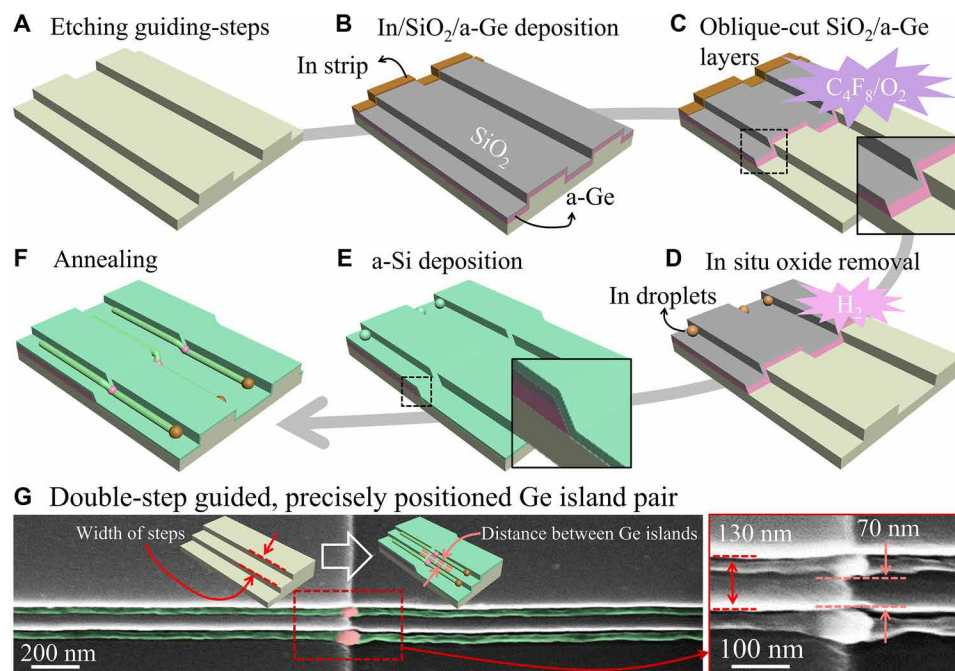 A Etching guiding-steps
B In/SiO₂/a-Ge deposition
In strip
SiO₂
a-Ge
C Oblique-cut SiO₂/a-Ge
layers
C₄F₈/O₂
F Annealing
E a-Si deposition
D In situ oxide removal
In droplets
H₂
G Double-step guided, precisely positioned Ge island pair
Width of steps
Distance between Ge islands
200 nm
130 nm
70 nm
100 nm